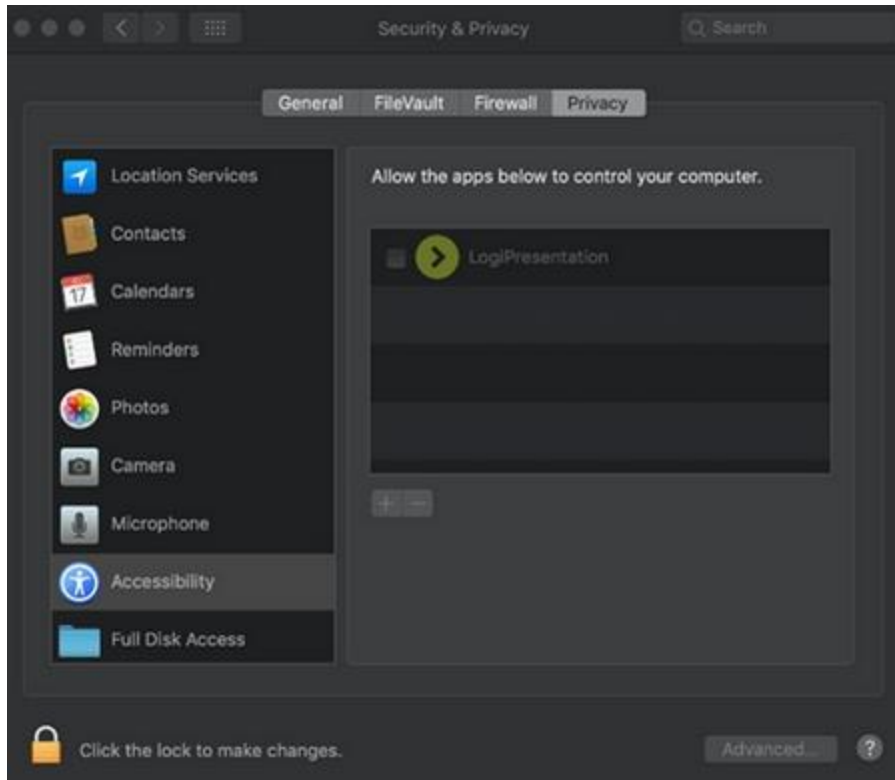 Security & Privacy
Search
General FileVault Firewall Privacy
Location Services
Contacts
17
Calendars
Reminders
Photos
Camera
Microphone
Accessibility
Full Disk Access
Allow the apps below to control your computer.
LogiPresentation
+ −
Click the lock to make changes.
Advanced...
?